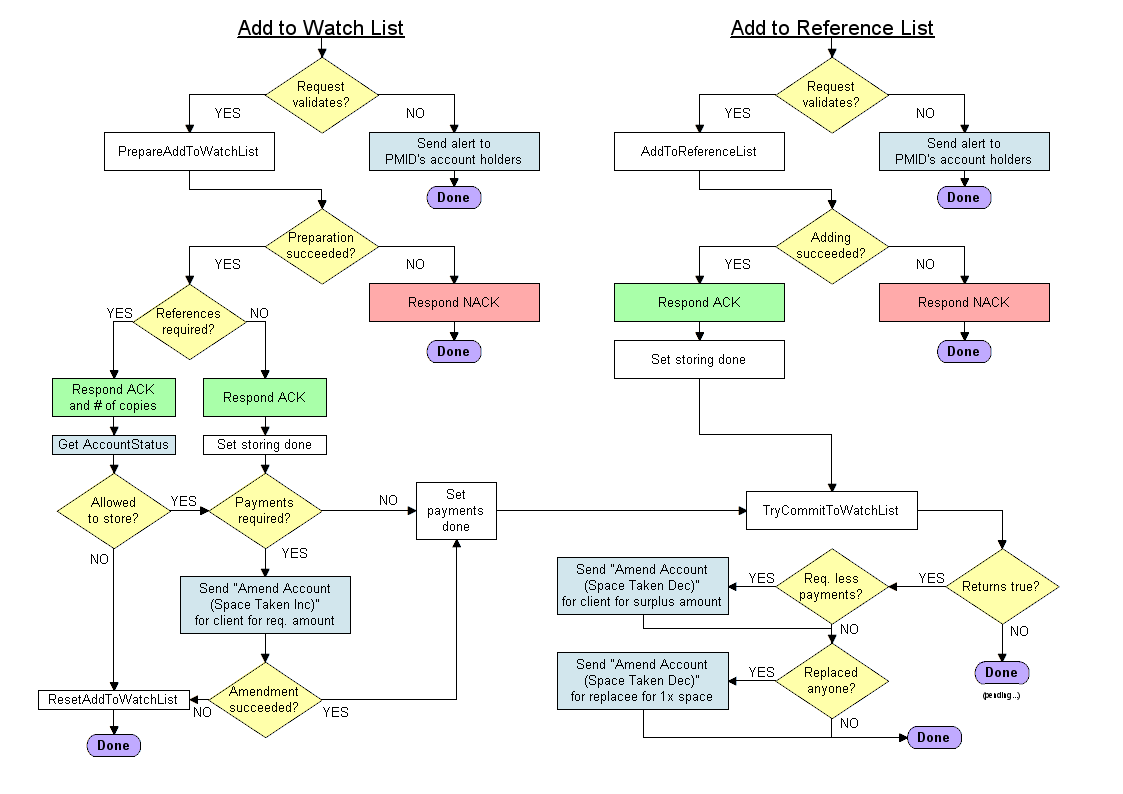 Add to Watch List
Add to Reference List
Request
validates?
YES
NO
PrepareAddToWatchList
Send alert to
PMID's account holders
Done
Preparation
succeeded?
YES
NO
Respond NACK
Done
References
required?
YES
NO
Respond ACK
and # of copies
Respond ACK
Get AccountStatus
Set storing done
Allowed
to store?
YES
NO
Payments
required?
NO
YES
Set
payments
done
Send "Amend Account
(Space Taken Inc)"
for client for req. amount
Amendment
succeeded?
NO
YES
ResetAddToWatchList
Done
Request
validates?
YES
NO
AddToReferenceList
Send alert to
PMID's account holders
Done
Adding
succeeded?
YES
NO
Respond ACK
Respond NACK
Done
Set storing done
TryCommitToWatchList
Returns true?
YES
NO
Done
(pending...)
Req. less
payments?
YES
NO
Send "Amend Account
(Space Taken Dec)"
for client for surplus amount
Replaced
anyone?
YES
NO
Send "Amend Account
(Space Taken Dec)"
for replacee for 1x space
Done